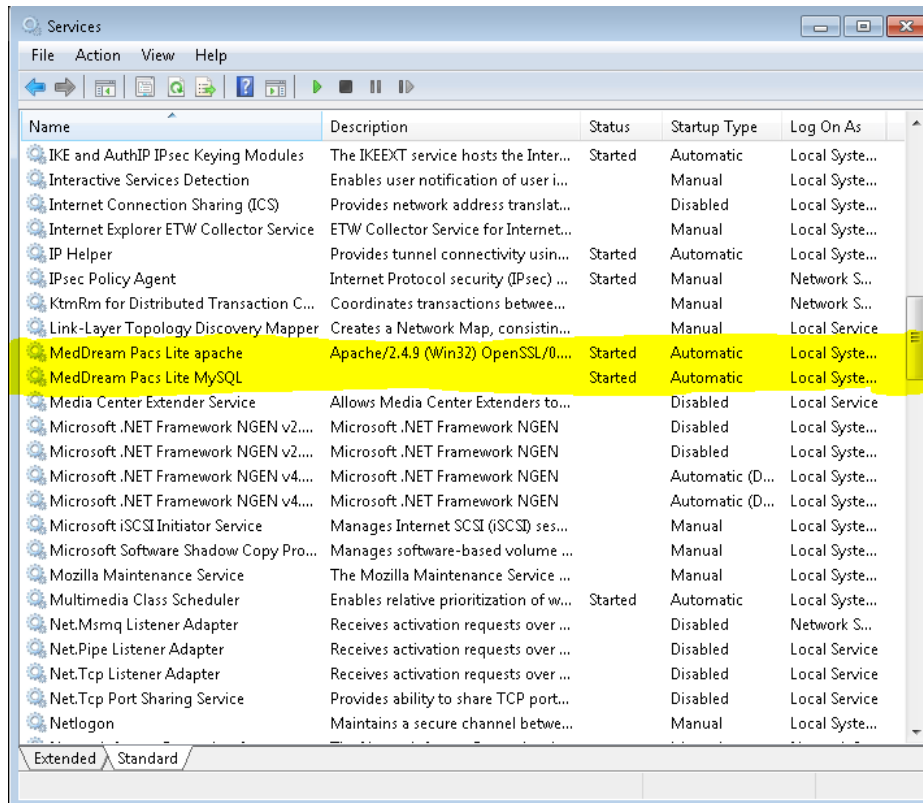 Services
File Action View Help
Name Description Status Startup Type Log On As
IKE and AuthIP IPsec Keying Modules The IKEEXT service hosts the Inter... Started Automatic Local Syste...
Interactive Services Detection Enables user notification of user i... Manual Local Syste...
Internet Connection Sharing (ICS) Provides network address translat... Disabled Local Syste...
Internet Explorer ETW Collector Service ETW Collector Service for Internet... Manual Local Syste...
IP Helper Provides tunnel connectivity usin... Started Automatic Local Syste...
IPsec Policy Agent Internet Protocol security (IPsec) ... Started Manual Network S...
KtmRm for Distributed Transaction C... Coordinates transactions betwee... Manual Network S...
Link-Layer Topology Discovery Mapper Creates a Network Map, consistin... Manual Local Service
MedDream Pacs Lite apache Apache/2.4.9 (Win32) OpenSSL/0.... Started Automatic Local Syste...
MedDream Pacs Lite MySQL Started Automatic Local Syste...
Media Center Extender Service Allows Media Center Extenders to... Disabled Local Service
Microsoft .NET Framework NGEN v2.... Microsoft .NET Framework NGEN Disabled Local Syste...
Microsoft .NET Framework NGEN v2.... Microsoft .NET Framework NGEN Disabled Local Syste...
Microsoft .NET Framework NGEN v4.... Microsoft .NET Framework NGEN Automatic (D... Local Syste...
Microsoft .NET Framework NGEN v4.... Microsoft .NET Framework NGEN Automatic (D... Local Syste...
Microsoft iSCSI Initiator Service Manages Internet SCSI (iSCSI) ses... Manual Local Syste...
Microsoft Software Shadow Copy Pro... Manages software-based volume ... Manual Local Syste...
Mozilla Maintenance Service The Mozilla Maintenance Service ... Manual Local Syste...
Multimedia Class Scheduler Enables relative prioritization of w... Started Automatic Local Syste...
Net.Msmq Listener Adapter Receives activation requests over ... Disabled Network S...
Net.Pipe Listener Adapter Receives activation requests over ... Disabled Local Service
Net.Tcp Listener Adapter Receives activation requests over ... Disabled Local Service
Net.Tcp Port Sharing Service Provides ability to share TCP port... Disabled Local Service
Netlogon Maintains a secure channel betwe... Manual Local Syste...
Extended Standard